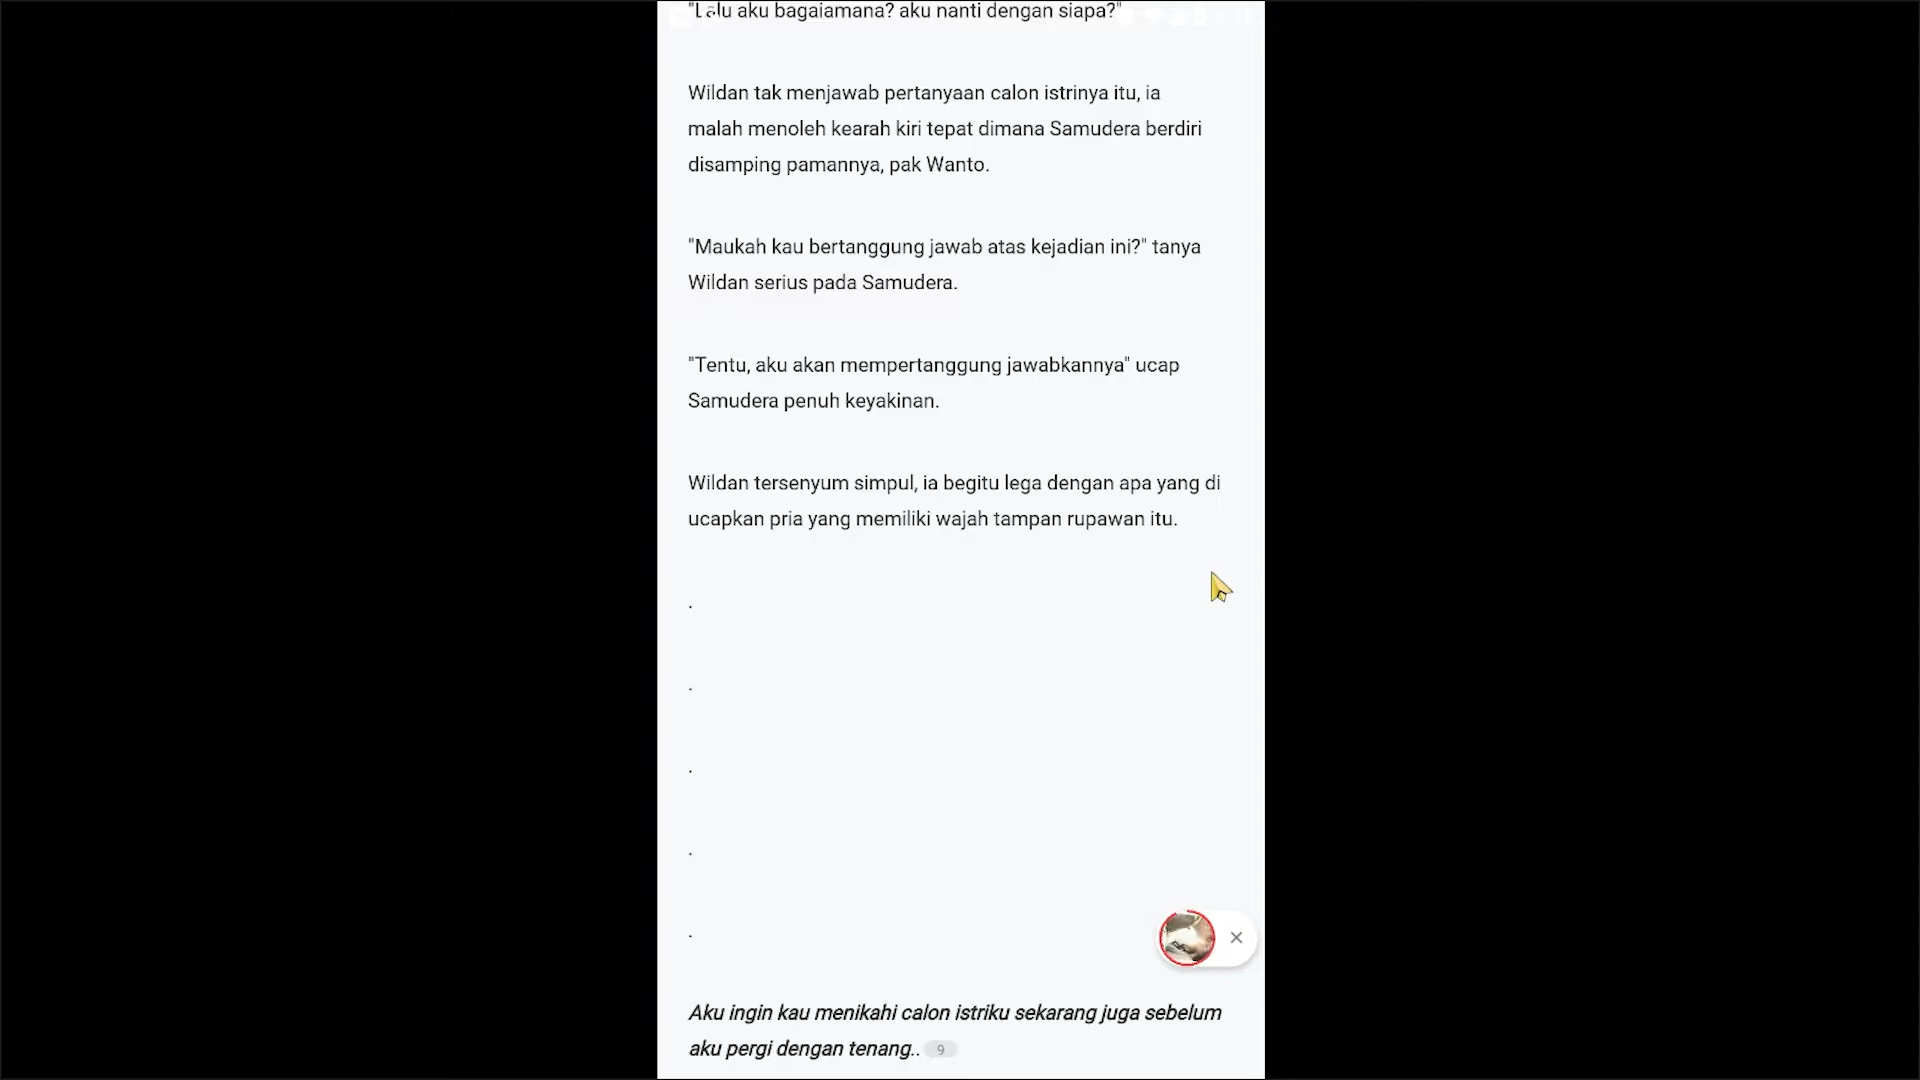 "Lalu aku bagaiamana? aku nanti dengan siapa?"
Wildan tak menjawab pertanyaan calon istrinya itu, ia
malah menoleh kearah kiri tepat dimana Samudera berdiri
disamping pamannya, pak Wanto.
"Maukah kau bertanggung jawab atas kejadian ini?" tanya
Wildan serius pada Samudera.
"Tentu, aku akan mempertanggung jawabkannya" ucap
Samudera penuh keyakinan.
Wildan tersenyum simpul, ia begitu lega dengan apa yang di
ucapkan pria yang memiliki wajah tampan rupawan itu.
.
.
.
.
.
Aku ingin kau menikahi calon istriku sekarang juga sebelum
aku pergi dengan tenang.. 9